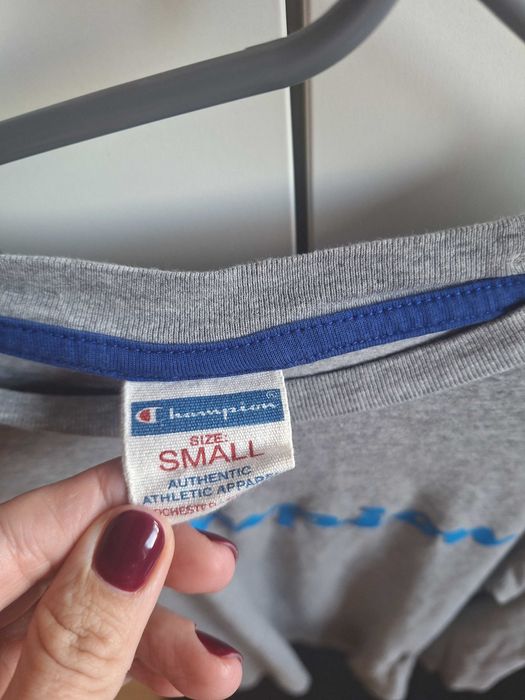 Champion
SIZE:
SMALL
AUTHENTIC
ATHLETIC APPAR